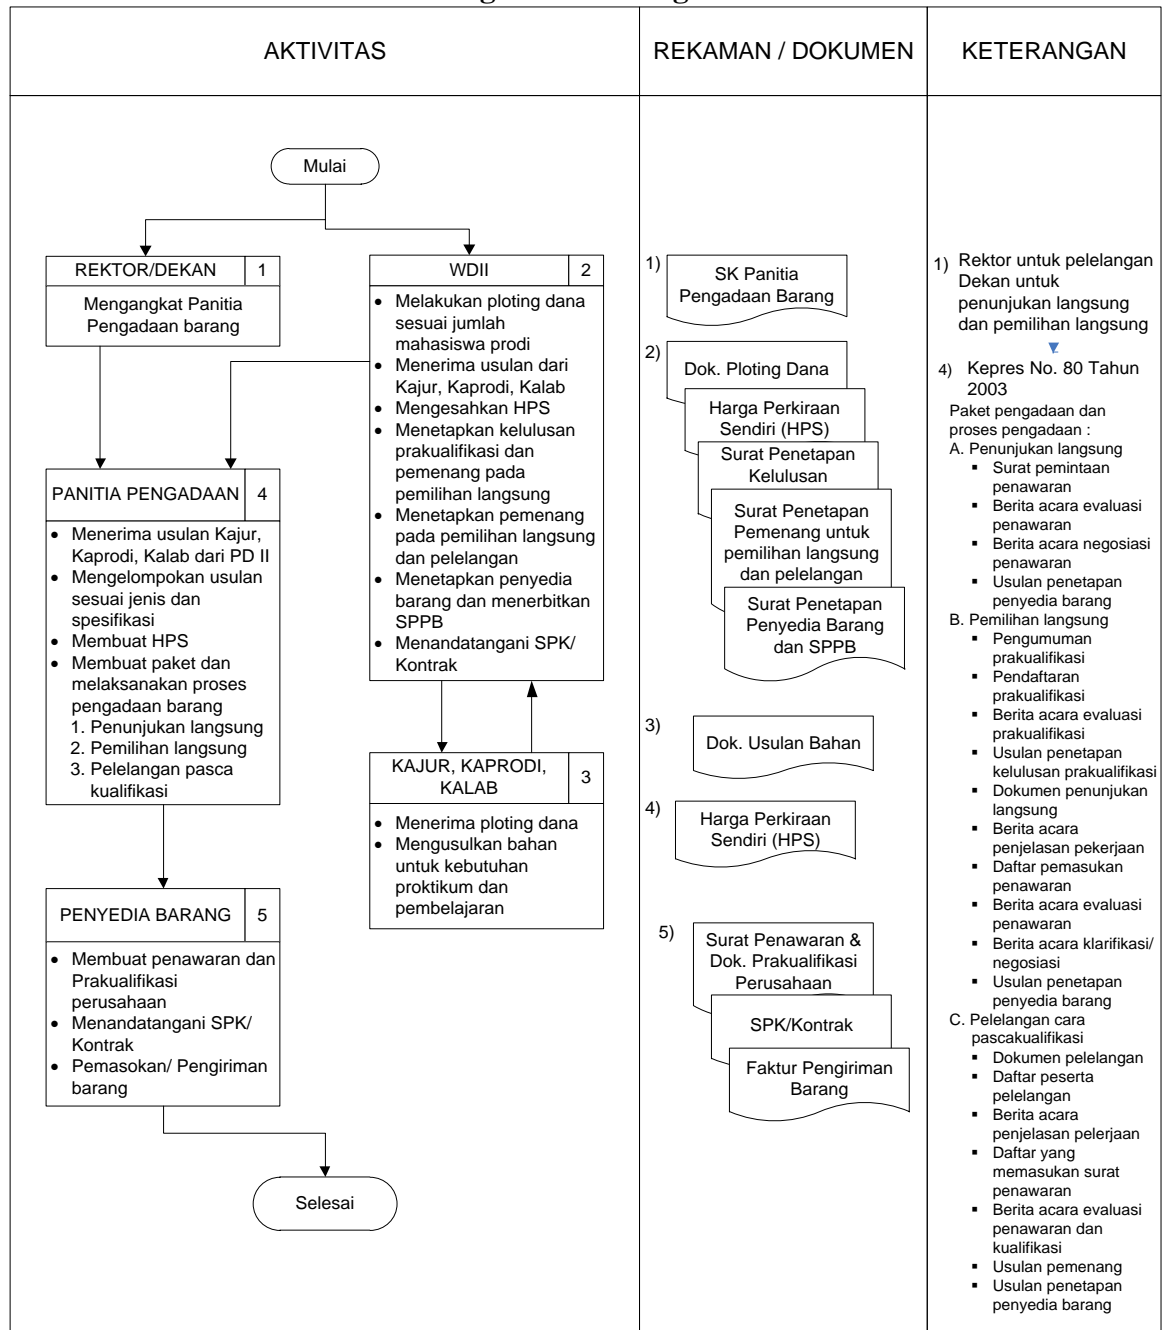 AKTIVITAS
REKAMAN / DOKUMEN
KETERANGAN
Mulai
REKTOR/DEKAN 1
Mengangkat Panitia
Pengadaan barang
WDII 2
• Melakukan ploting dana
sesuai jumlah
mahasiswa prodi
• Menerima usulan dari
Kajur, Kaprodi, Kalab
• Mengesahkan HPS
• Menetapkan kelulusan
prakualifikasi dan
pemenang pada
pemilihan langsung
• Menetapkan pemenang
pada pemilihan langsung
dan pelelangan
• Menetapkan penyedia
barang dan menerbitkan
SPPB
• Menandatangani SPK/
Kontrak
PANITIA PENGADAAN 4
• Menerima usulan Kajur,
Kaprodi, Kalab dari PD II
• Mengelompokan usulan
sesuai jenis dan
spesifikasi
• Membuat HPS
• Membuat paket dan
melaksanakan proses
pengadaan barang
1. Penunjukan langsung
2. Pemilihan langsung
3. Pelelangan pasca
kualifikasi
KAJUR, KAPRODI,
KALAB 3
• Menerima ploting dana
• Mengusulkan bahan
untuk kebutuhan
proktikum dan
pembelajaran
PENYEDIA BARANG 5
• Membuat penawaran dan
Prakualifikasi
perusahaan
• Menandatangani SPK/
Kontrak
• Pemasokan/ Pengiriman
barang
Selesai
1)
SK Panitia
Pengadaan Barang
2)
Dok. Ploting Dana
Harga Perkiraan
Sendiri (HPS)
Surat Penetapan
Kelulusan
Surat Penetapan
Pemenang untuk
pemilihan langsung
dan pelelangan
Surat Penetapan
Penyedia Barang
dan SPPB
3)
Dok. Usulan Bahan
4)
Harga Perkiraan
Sendiri (HPS)
5)
Surat Penawaran &
Dok. Prakualifikasi
Perusahaan
SPK/Kontrak
Faktur Pengiriman
Barang
1) Rektor untuk pelelangan
Dekan untuk
penunjukan langsung
dan pemilihan langsung
4) Kepres No. 80 Tahun
2003
Paket pengadaan dan
proses pengadaan :
A. Penunjukan langsung
▪ Surat pemintaan
penawaran
▪ Berita acara evaluasi
penawaran
▪ Berita acara negosiasi
penawaran
▪ Usulan penetapan
penyedia barang
B. Pemilihan langsung
▪ Pengumuman
prakualifikasi
▪ Pendaftaran
prakualifikasi
▪ Berita acara evaluasi
prakualifikasi
▪ Usulan penetapan
kelulusan prakualifikasi
▪ Dokumen penunjukan
langsung
▪ Berita acara
penjelasan pekerjaan
▪ Daftar pemasukan
penawaran
▪ Berita acara evaluasi
penawaran
▪ Berita acara klarifikasi/
negosiasi
▪ Usulan penetapan
penyedia barang
C. Pelelangan cara
pascakualifikasi
▪ Dokumen pelelangan
▪ Daftar peserta
pelelangan
▪ Berita acara
penjelasan pelerjaan
▪ Daftar yang
memasukan surat
penawaran
▪ Berita acara evaluasi
penawaran dan
kualifikasi
▪ Usulan pemenang
▪ Usulan penetapan
penyedia barang